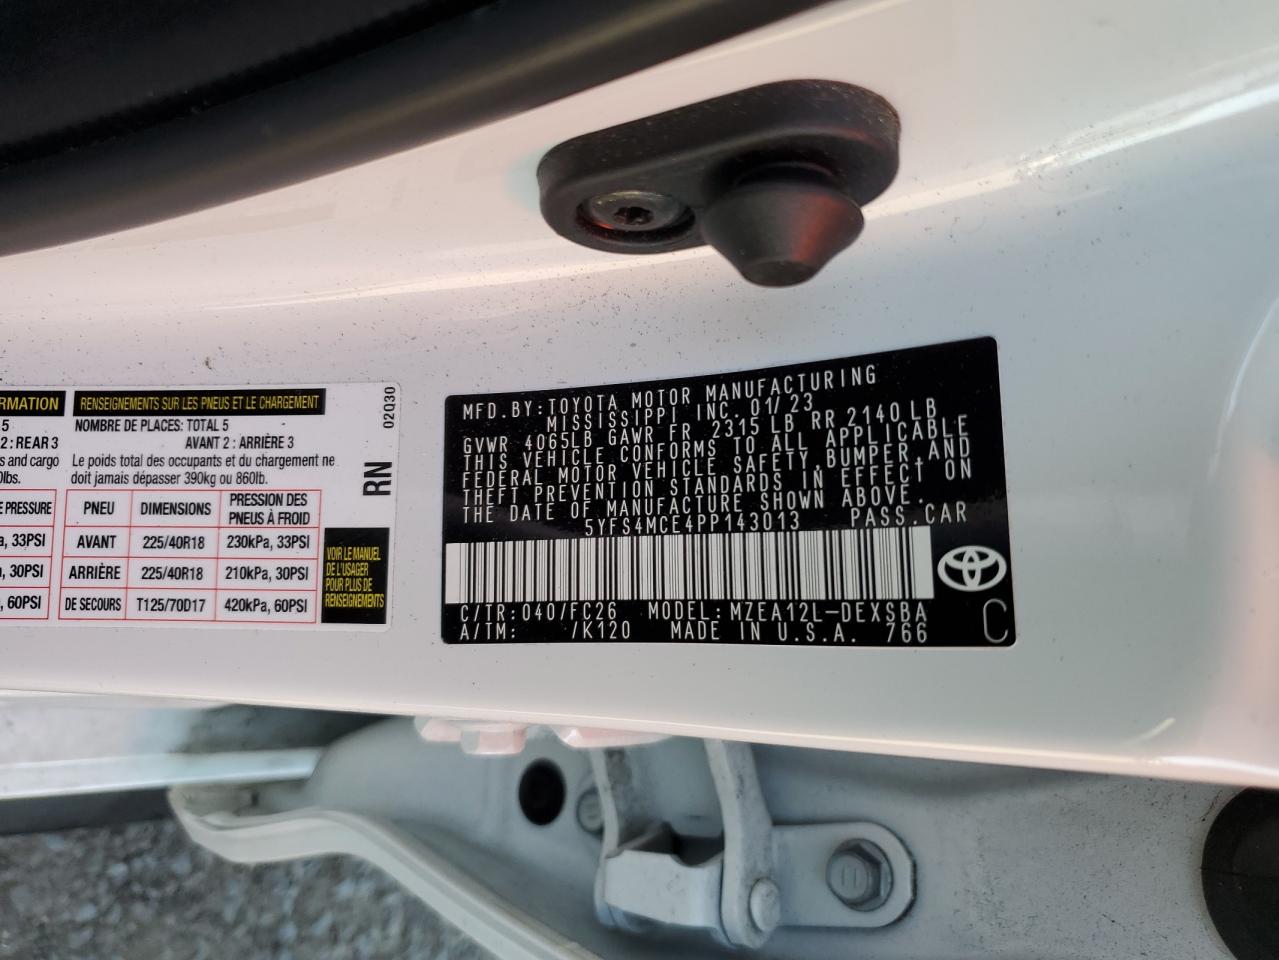 RMATION
5
2 : REAR 3
s and cargo
0lbs.
PRESSURE
a, 33PSI
a, 30PSI
, 60PSI
RENSEIGNEMENTS SUR LES PNEUS ET LE CHARGEMENT
NOMBRE DE PLACES: TOTAL 5
AVANT 2 : ARRIÈRE 3
Le poids total des occupants et du chargement ne
doit jamais dépasser 390kg ou 860lb.
PNEU DIMENSIONS PRESSION DES PNEUS À FROID
AVANT 225/40R18 230kPa, 33PSI
ARRIÈRE 225/40R18 210kPa, 30PSI
DE SECOURS T125/70D17 420kPa, 60PSI
02Q30
RN
VOIR LE MANUEL
DE L'USAGER
POUR PLUS DE
RENSEIGNEMENTS
MFD.BY:TOYOTA MOTOR MANUFACTURING
MISSISSIPPI INC. 01/23
GVWR 4065LB GAWR FR 2315 LB RR 2140LB
THIS VEHICLE CONFORMS TO ALL APPLICABLE
FEDERAL MOTOR VEHICLE SAFETY,BUMPER,AND
THEFT PREVENTION STANDARDS IN EFFECT ON
THE DATE OF MANUFACTURE SHOWN ABOVE.
5YFS4MCE4PP143013 PASS.CAR
C/TR:040/FC26 MODEL:MZEA12L-DEXSBA
A/TM: /K120 MADE IN U.S.A. 766
C